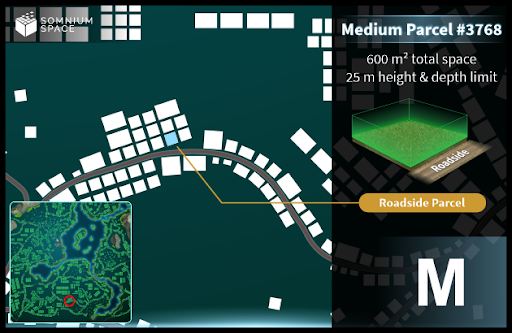 SOMNIUM
SPACE
Medium Parcel #3768
600 m² total space
25 m height & depth limit
Roadside
Roadside Parcel
M